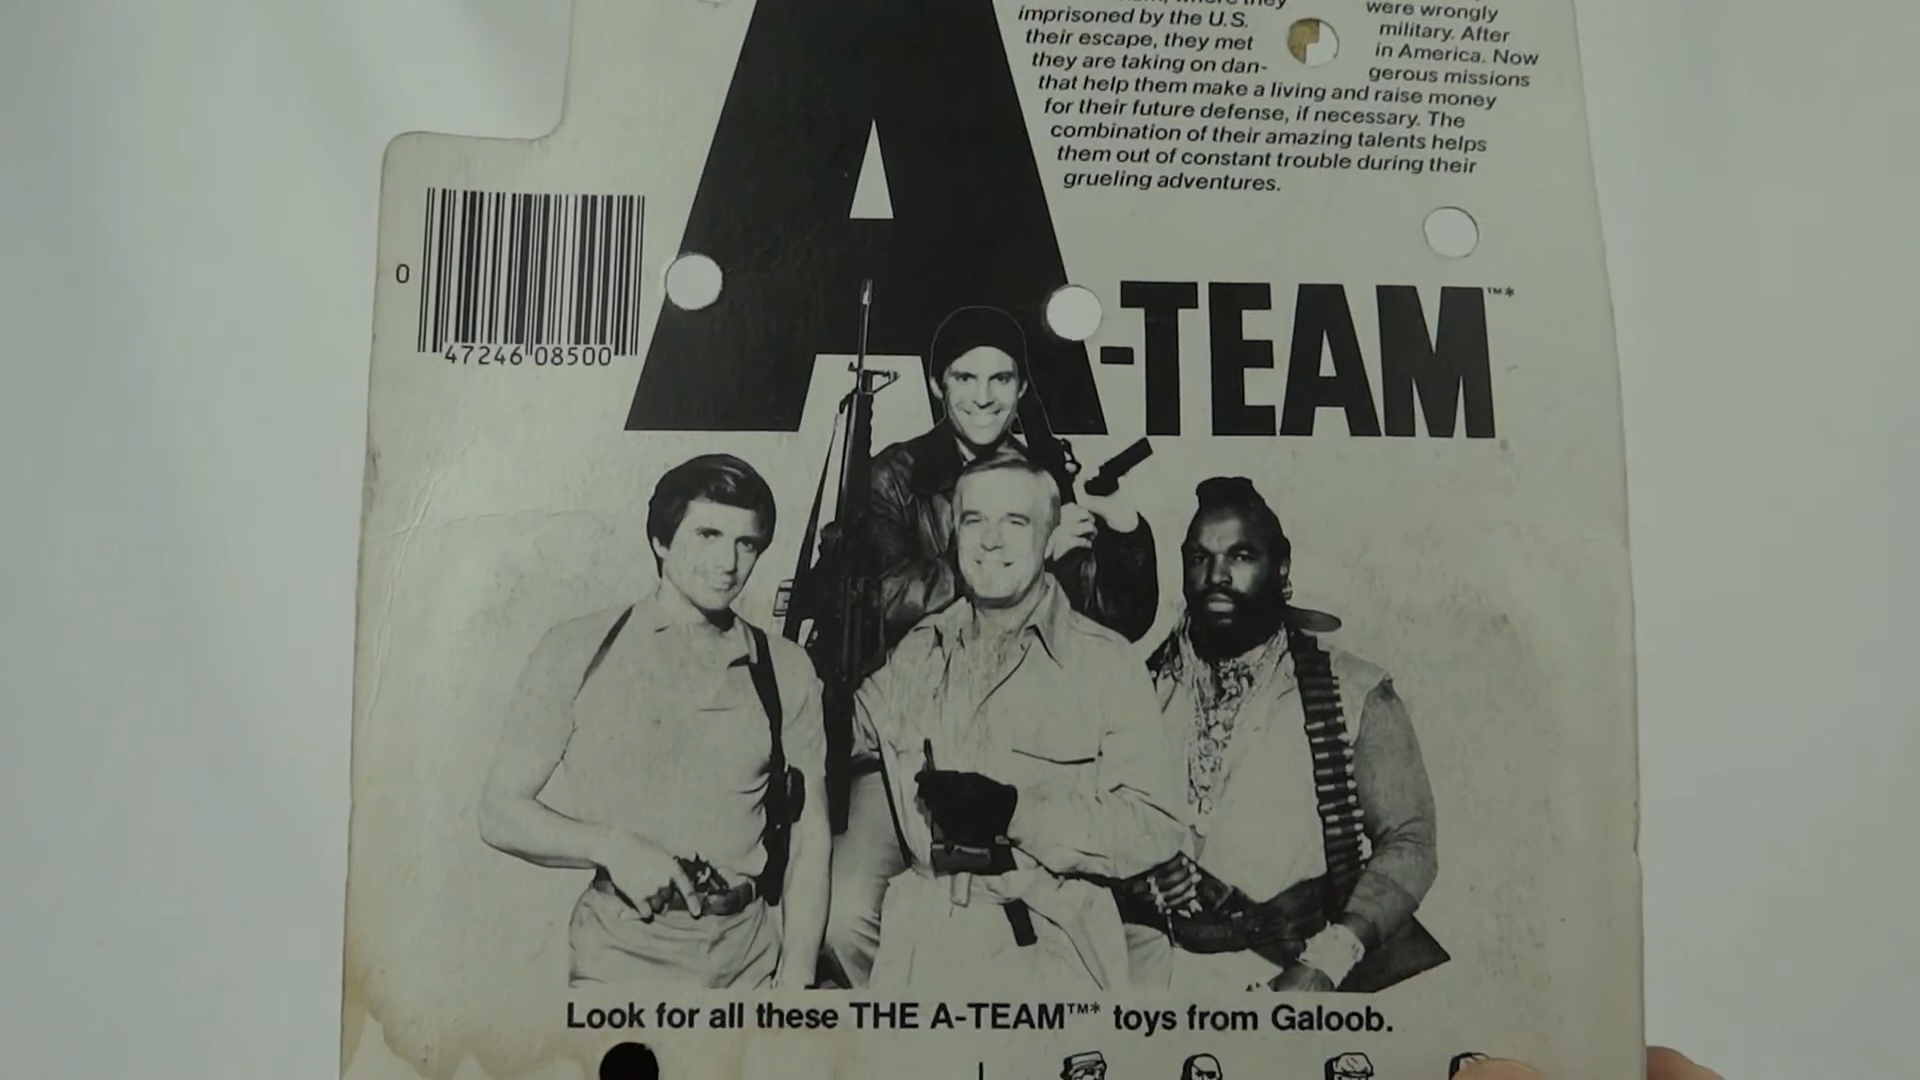 they
imprisoned by the U.S.
their escape, they met
they are taking on dan-
were wrongly
military. After
in America. Now
gerous missions
that help them make a living and raise money
for their future defense, if necessary. The
combination of their amazing talents helps
them out of constant trouble during their
grueling adventures.
0 47246 08500
A-TEAM™*
Look for all these THE A-TEAM™* toys from Galoob.